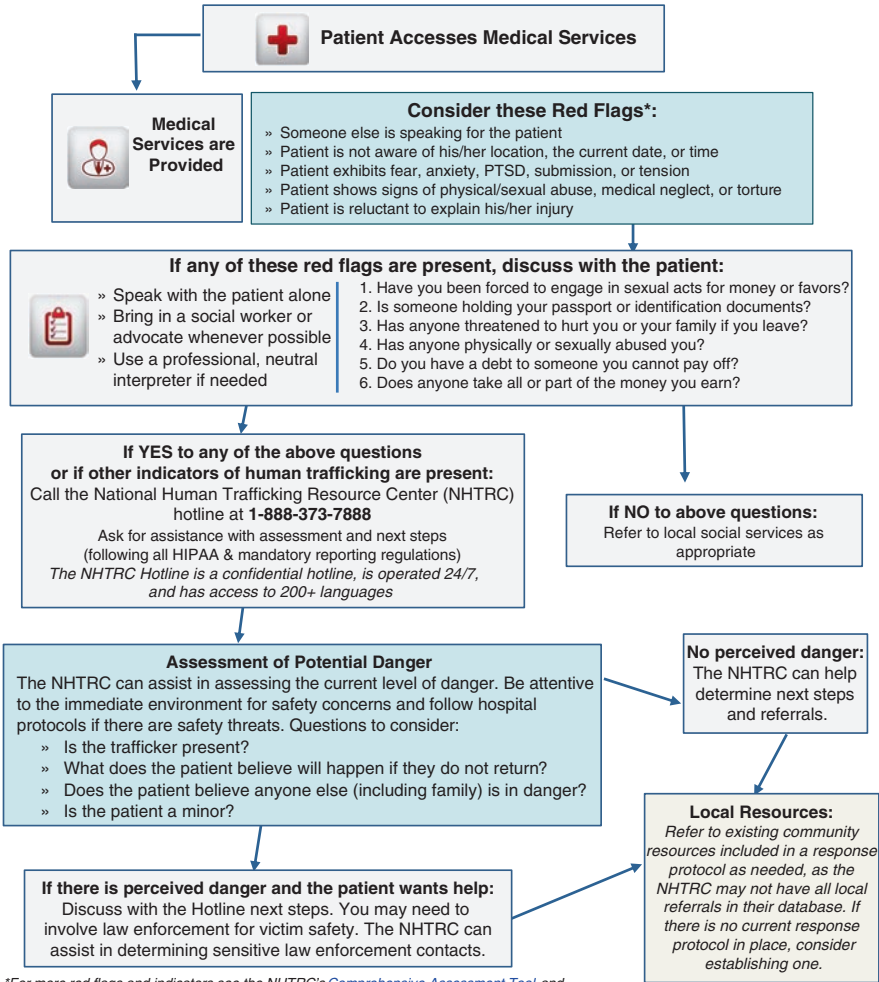 Patient Accesses Medical Services
Medical
Services are
Provided
Consider these Red Flags*:
» Someone else is speaking for the patient
» Patient is not aware of his/her location, the current date, or time
» Patient exhibits fear, anxiety, PTSD, submission, or tension
» Patient shows signs of physical/sexual abuse, medical neglect, or torture
» Patient is reluctant to explain his/her injury
If any of these red flags are present, discuss with the patient:
» Speak with the patient alone
» Bring in a social worker or
advocate whenever possible
» Use a professional, neutral
interpreter if needed
1. Have you been forced to engage in sexual acts for money or favors?
2. Is someone holding your passport or identification documents?
3. Has anyone threatened to hurt you or your family if you leave?
4. Has anyone physically or sexually abused you?
5. Do you have a debt to someone you cannot pay off?
6. Does anyone take all or part of the money you earn?
If YES to any of the above questions
or if other indicators of human trafficking are present:
Call the National Human Trafficking Resource Center (NHTRC)
hotline at 1-888-373-7888
Ask for assistance with assessment and next steps
(following all HIPAA & mandatory reporting regulations)
The NHTRC Hotline is a confidential hotline, is operated 24/7,
and has access to 200+ languages
If NO to above questions:
Refer to local social services as
appropriate
Assessment of Potential Danger
The NHTRC can assist in assessing the current level of danger. Be attentive
to the immediate environment for safety concerns and follow hospital
protocols if there are safety threats. Questions to consider:
» Is the trafficker present?
» What does the patient believe will happen if they do not return?
» Does the patient believe anyone else (including family) is in danger?
» Is the patient a minor?
No perceived danger:
The NHTRC can help
determine next steps
and referrals.
If there is perceived danger and the patient wants help:
Discuss with the Hotline next steps. You may need to
involve law enforcement for victim safety. The NHTRC can
assist in determining sensitive law enforcement contacts.
Local Resources:
Refer to existing community
resources included in a response
protocol as needed, as the
NHTRC may not have all local
referrals in their database. If
there is no current response
protocol in place, consider
establishing one.
*For more red flags and indicators see the NHTRC's Comprehensive Assessment Tool and